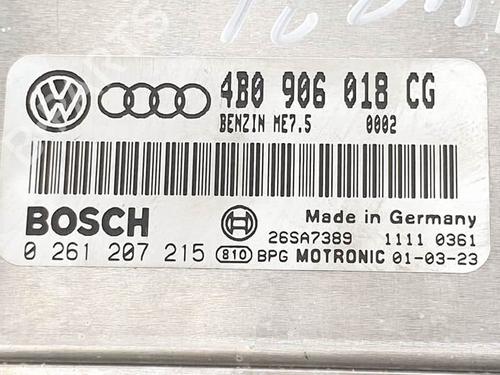 4B0 906 018 CG
BENZIN ME7.5 0002
BOSCH
Made in Germany
0 261 207 215
26SA7389 1111 0361
810 BPG MOTRONIC 01-03-23